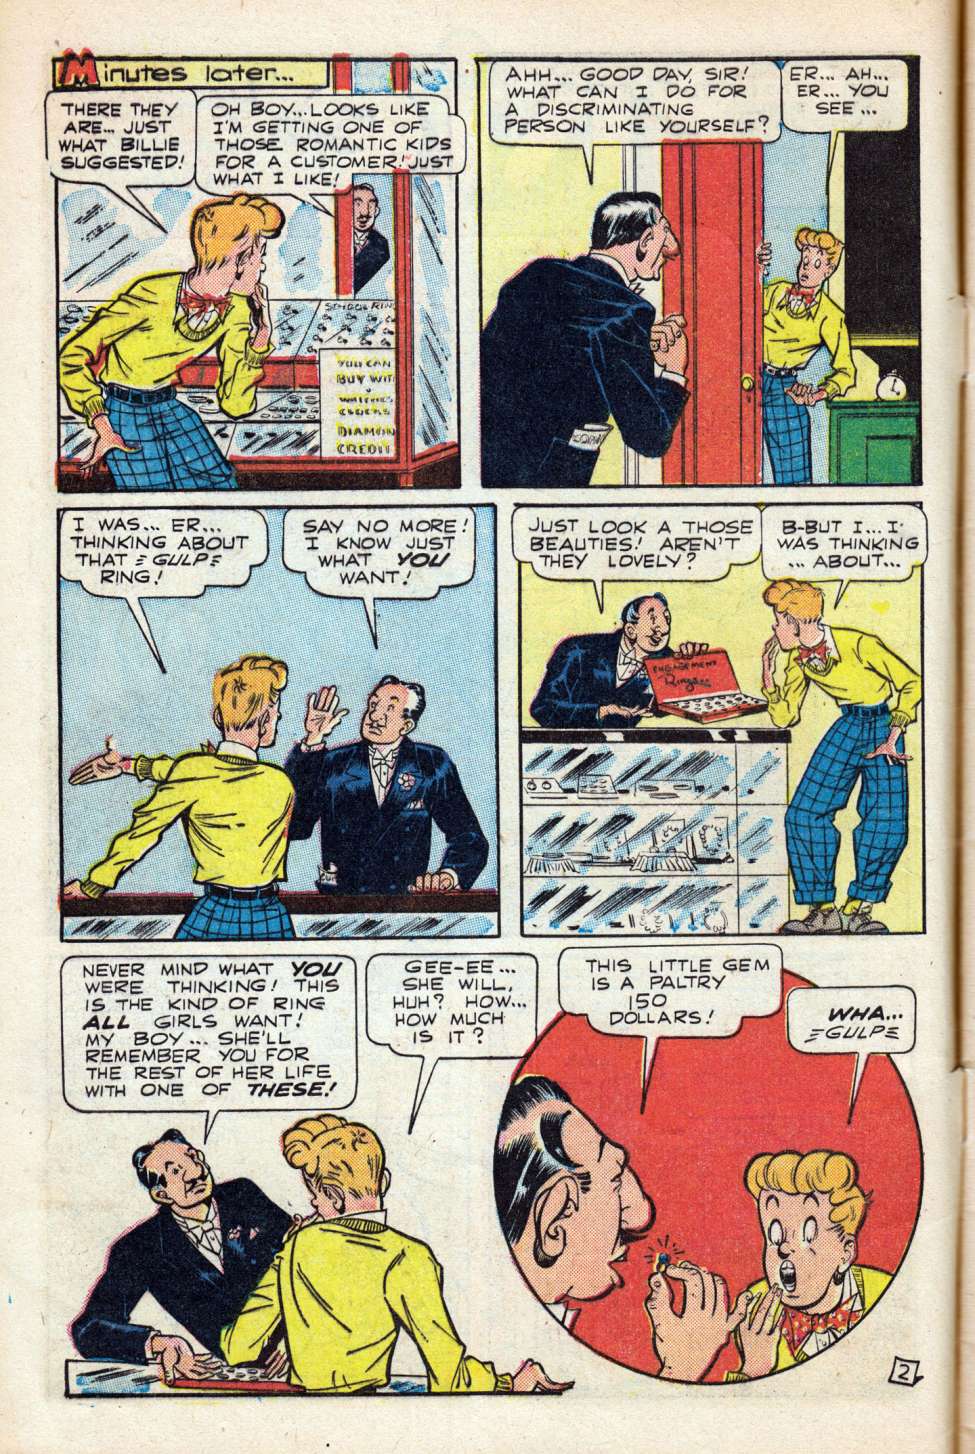 Minutes later...
THERE THEY
ARE... JUST
WHAT BILLIE
SUGGESTED!
OH BOY... LOOKS LIKE
I'M GETTING ONE OF
THOSE ROMANTIC KIDS
FOR A CUSTOMER! JUST
WHAT I LIKE!
SCHOOL RIN
YOU CAN
BUY WIT
CLOCKS
DIAMON
CREDIT
AHH... GOOD DAY, SIR!
WHAT CAN I DO FOR
A DISCRIMINATING
PERSON LIKE YOURSELF?
ER... AH...
ER... YOU
SEE...
I WAS... ER...
THINKING ABOUT
THAT =GULP=
RING!
SAY NO MORE!
I KNOW JUST
WHAT YOU
WANT!
JUST LOOK A THOSE
BEAUTIES! AREN'T
THEY LOVELY?
B-BUT I... I
WAS THINKING
... ABOUT...
ENGAGEMENT
Rings
NEVER MIND WHAT YOU
WERE THINKING! THIS
IS THE KIND OF RING
ALL GIRLS WANT!
MY BOY... SHE'LL
REMEMBER YOU FOR
THE REST OF HER LIFE
WITH ONE OF THESE!
GEE-EE...
SHE WILL,
HUH? HOW...
HOW MUCH
IS IT?
THIS LITTLE GEM
IS A PALTRY
150
DOLLARS!
WHA...
=GULP=
2